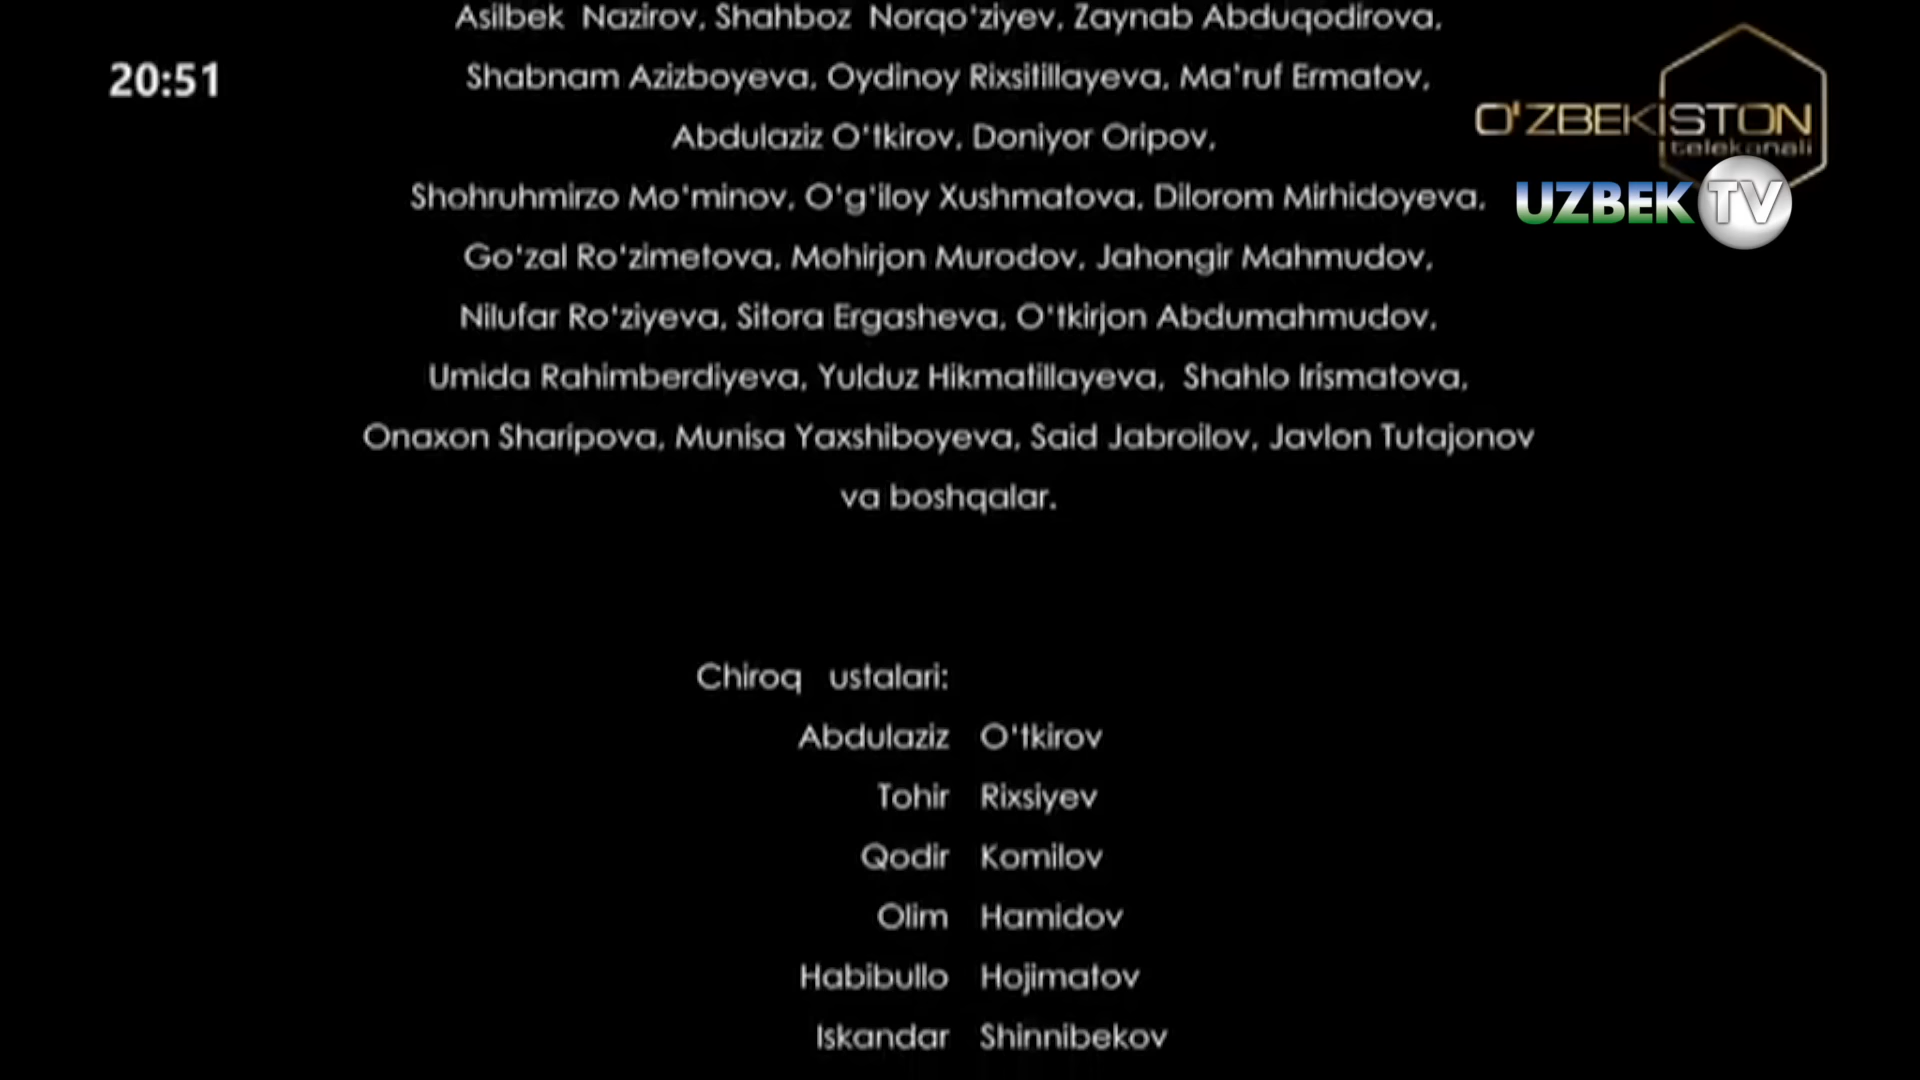 Asilbek Nazirov, Shahboz Norqo‘ziyev, Zaynab Abduqodirova,
20:51
Shabnam Azizboyeva, Oydinoy Rixsitillayeva, Ma’ruf Ermatov,
O'ZBEKISTON
telekanali
Abdulaziz O‘tkirov, Doniyor Oripov,
Shohruhmirzo Mo‘minov, O‘g‘iloy Xushmatova, Dilorom Mirhidoyeva,
UZBEK TV
Go‘zal Ro‘zimetova, Mohirjon Murodov, Jahongir Mahmudov,
Nilufar Ro‘ziyeva, Sitora Ergasheva, O‘tkirjon Abdumahmudov,
Umida Rahimberdiyeva, Yulduz Hikmatillayeva, Shahlo Irismatova,
Onaxon Sharipova, Munisa Yaxshiboyeva, Said Jabroilov, Javlon Tutajonov
va boshqalar.
Chiroq ustalari:
Abdulaziz O‘tkirov
Tohir Rixsiyev
Qodir Komilov
Olim Hamidov
Habibullo Hojimatov
Iskandar Shinnibekov